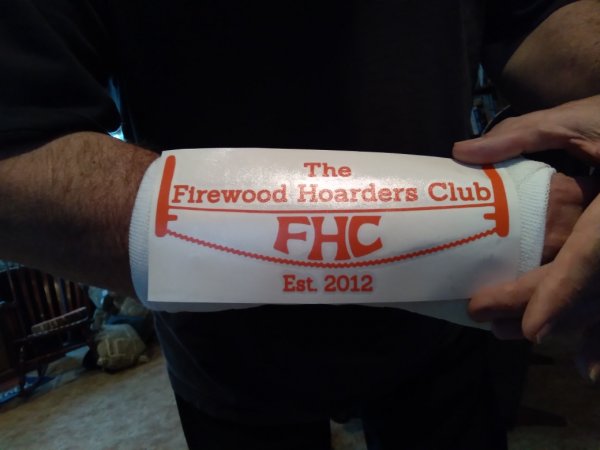 The
Firewood Hoarders Club
FHC
Est. 2012